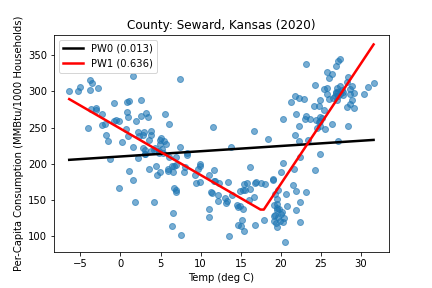 County: Seward, Kansas (2020)
PW0 (0.013)
PW1 (0.636)
Per-Capita Consumption (MMBtu/1000 Households)
350
300
250
200
150
100
−5 0 5 10 15 20 25 30
Temp (deg C)